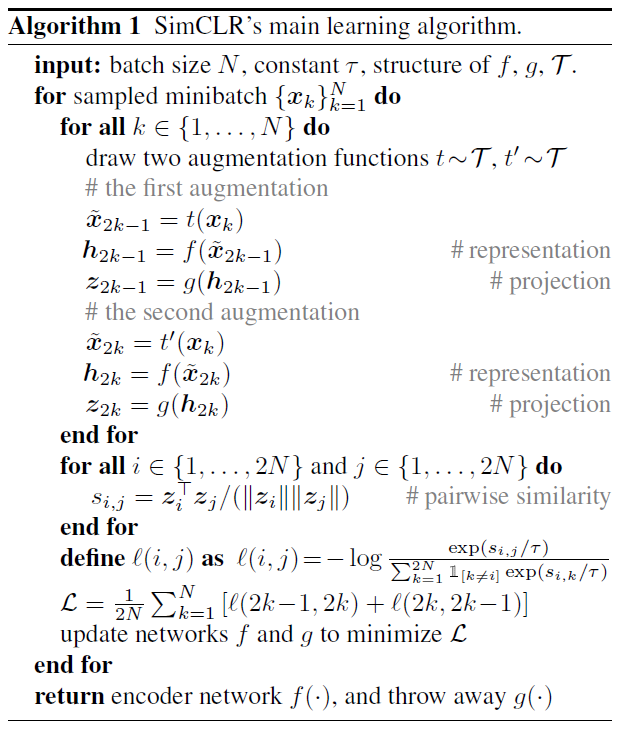 Algorithm 1 SimCLR's main learning algorithm.
input: batch size N, constant τ, structure of f, g, 𝒯.
for sampled minibatch {x_k}_{k=1}^N do
for all k ∈ {1, . . . , N} do
draw two augmentation functions t∼𝒯, t′∼𝒯
# the first augmentation
x̃_{2k−1} = t(x_k)
h_{2k−1} = f(x̃_{2k−1}) # representation
z_{2k−1} = g(h_{2k−1}) # projection
# the second augmentation
x̃_{2k} = t′(x_k)
h_{2k} = f(x̃_{2k}) # representation
z_{2k} = g(h_{2k}) # projection
end for
for all i ∈ {1, . . . , 2N} and j ∈ {1, . . . , 2N} do
s_{i,j} = z_i^⊤ z_j/(‖z_i‖‖z_j‖) # pairwise similarity
end for
define ℓ(i, j) as ℓ(i, j)=− log exp(s_{i,j}/τ) / ∑_{k=1}^{2N} 𝟙_{[k≠i]} exp(s_{i,k}/τ)
ℒ = 1/2N ∑_{k=1}^N [ℓ(2k−1, 2k) + ℓ(2k, 2k−1)]
update networks f and g to minimize ℒ
end for
return encoder network f(·), and throw away g(·)